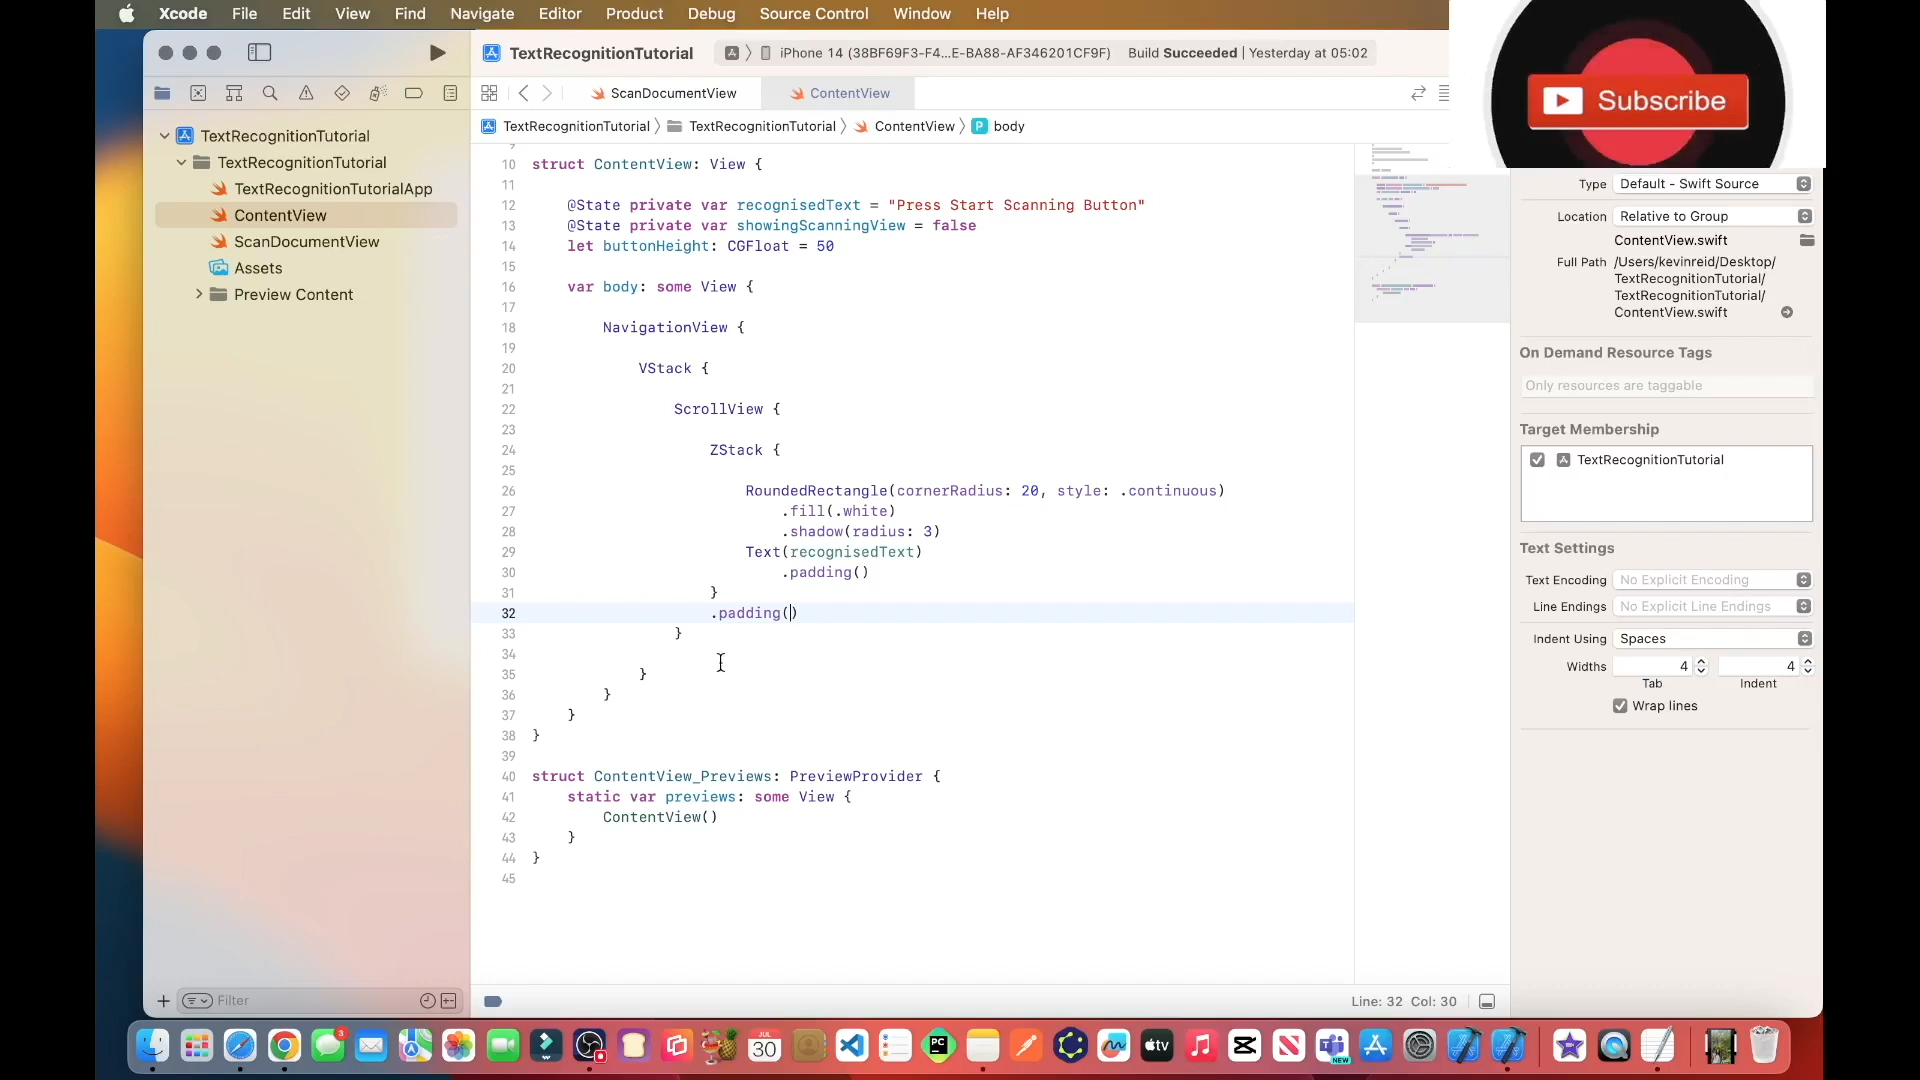 Xcode File Edit View Find Navigate Editor Product Debug Source Control Window Help
TextRecognitionTutorial
iPhone 14 (38BF69F3-F4...E-BA88-AF346201CF9F)
Build Succeeded | Yesterday at 05:02
Subscribe
ScanDocumentView
ContentView
TextRecognitionTutorial
TextRecognitionTutorial
ContentView
P body
TextRecognitionTutorial
TextRecognitionTutorial
TextRecognitionTutorialApp
ContentView
ScanDocumentView
Assets
Preview Content
Filter
9
10 struct ContentView: View {
11
12 @State private var recognisedText = "Press Start Scanning Button"
13 @State private var showingScanningView = false
14 let buttonHeight: CGFloat = 50
15
16 var body: some View {
17
18 NavigationView {
19
20 VStack {
21
22 ScrollView {
23
24 ZStack {
25
26 RoundedRectangle(cornerRadius: 20, style: .continuous)
27 .fill(.white)
28 .shadow(radius: 3)
29 Text(recognisedText)
30 .padding()
31 }
32 .padding()
33 }
34
35 }
36 }
37 }
38 }
39
40 struct ContentView_Previews: PreviewProvider {
41 static var previews: some View {
42 ContentView()
43 }
44 }
45
Line: 32 Col: 30
Type Default - Swift Source
Location Relative to Group
ContentView.swift
Full Path /Users/kevinreid/Desktop/
TextRecognitionTutorial/
TextRecognitionTutorial/
ContentView.swift
On Demand Resource Tags
Only resources are taggable
Target Membership
TextRecognitionTutorial
Text Settings
Text Encoding No Explicit Encoding
Line Endings No Explicit Line Endings
Indent Using Spaces
Widths 4 4
Tab Indent
Wrap lines
3
JUL
30
PC
tv
NEW